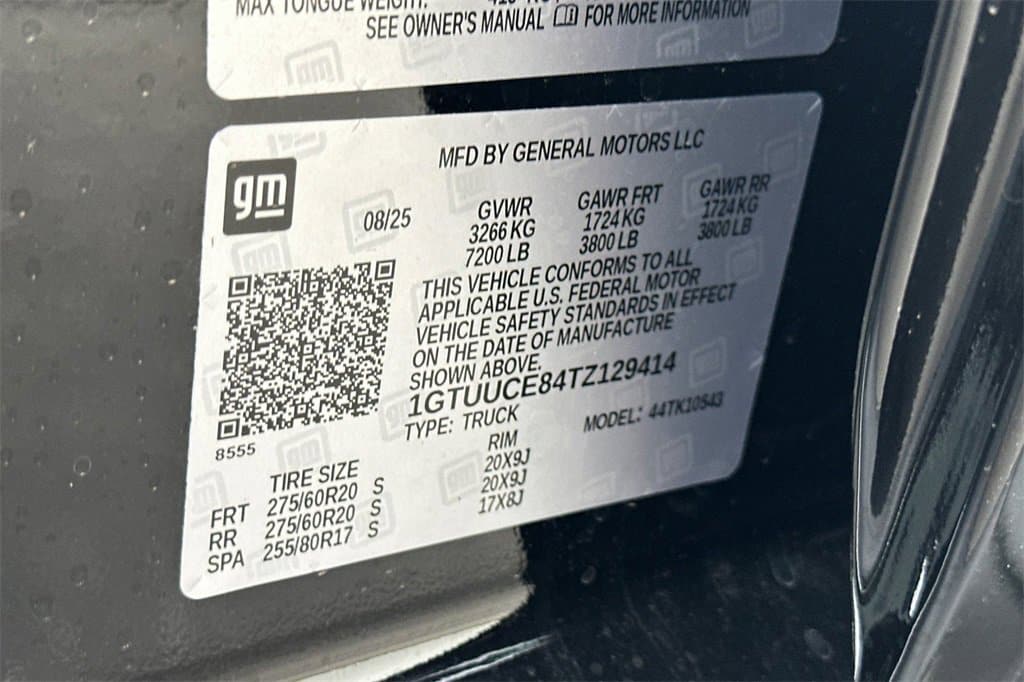 MAX TONGUE WEIGHT:
SEE OWNER'S MANUAL FOR MORE INFORMATION
gm
MFD BY GENERAL MOTORS LLC
08/25
GVWR GAWR FRT GAWR RR
3266 KG 1724 KG 1724 KG
7200 LB 3800 LB 3800 LB
THIS VEHICLE CONFORMS TO ALL
APPLICABLE U.S. FEDERAL MOTOR
VEHICLE SAFETY STANDARDS IN EFFECT
ON THE DATE OF MANUFACTURE
SHOWN ABOVE.
1GTUUCE84TZ129414
TYPE: TRUCK MODEL: 44TK10543
8555
TIRE SIZE RIM
FRT 275/60R20 S 20X9J
RR 275/60R20 S 20X9J
SPA 255/80R17 S 17X8J